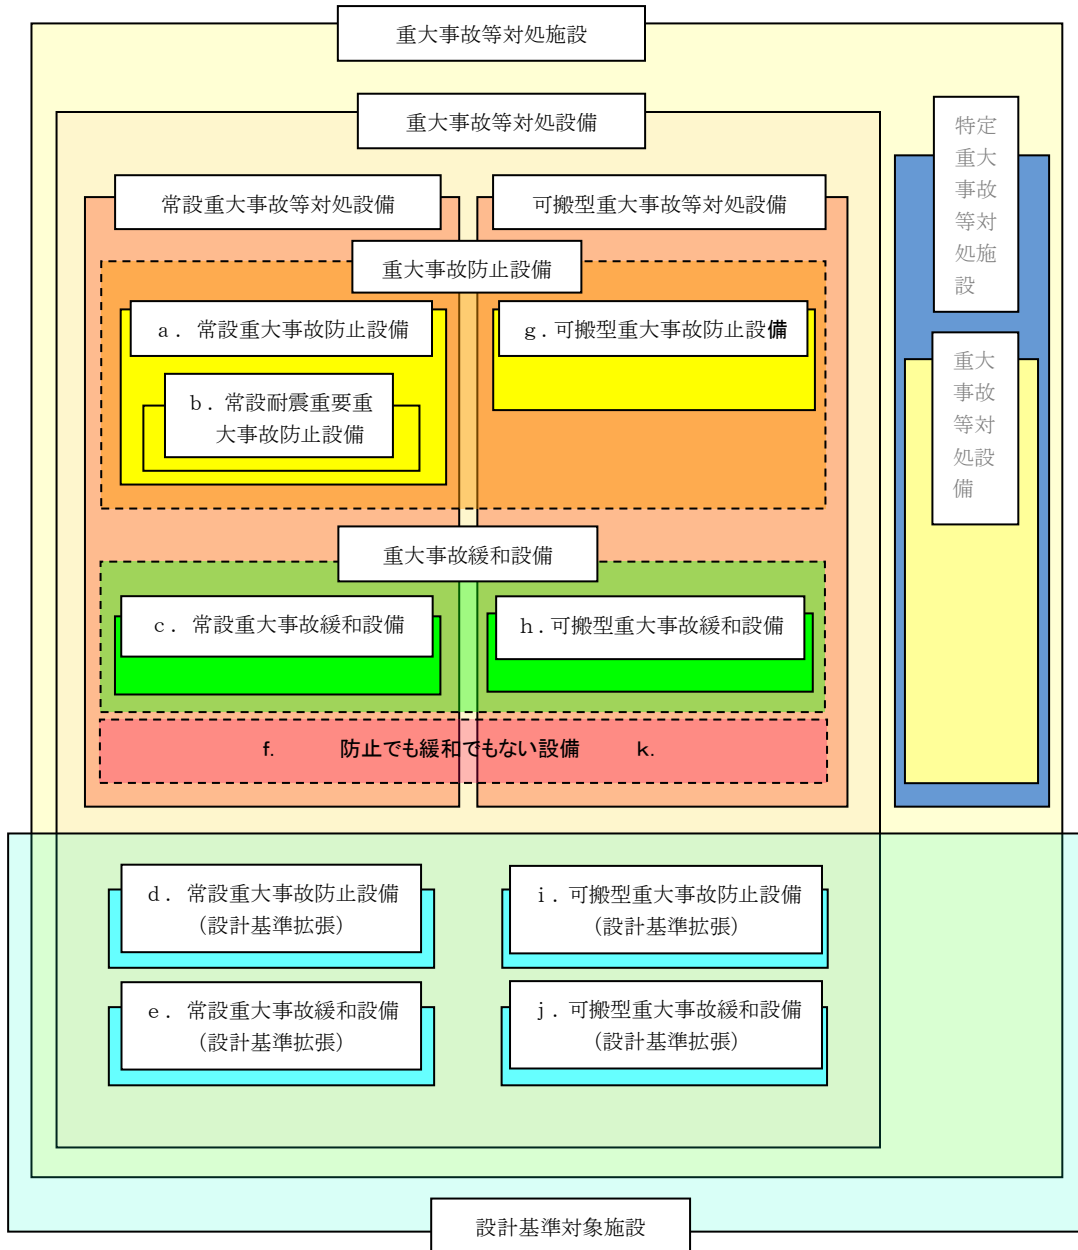 重大事故等対処施設
重大事故等対処設備
特定
重大
事故
等対
処施
設
常設重大事故等対処設備
可搬型重大事故等対処設備
重大事故防止設備
a．常設重大事故防止設備
g．可搬型重大事故防止設備
b．常設耐震重要重
大事故防止設備
重大
事故
等対
処設
備
重大事故緩和設備
c．常設重大事故緩和設備
h．可搬型重大事故緩和設備
f. 防止でも緩和でもない設備 k.
d．常設重大事故防止設備
（設計基準拡張）
i．可搬型重大事故防止設備
（設計基準拡張）
e．常設重大事故緩和設備
（設計基準拡張）
j．可搬型重大事故緩和設備
（設計基準拡張）
設計基準対象施設